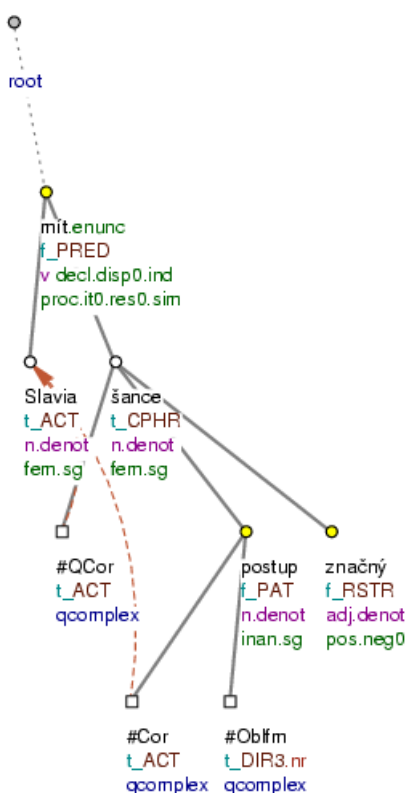 root
mít.enunc
f_PRED
v decl.disp0.ind
proc.it0.res0.sim
Slavia
t_ACT
n.denot
fem.sg
šance
t_CPHR
n.denot
fem.sg
#QCor
t_ACT
qcomplex
postup
f_PAT
n.denot
inan.sg
značný
f_RSTR
adj.denot
pos.neg0
#Cor
t_ACT
qcomplex
#Oblfm
t_DIR3.nr
qcomplex